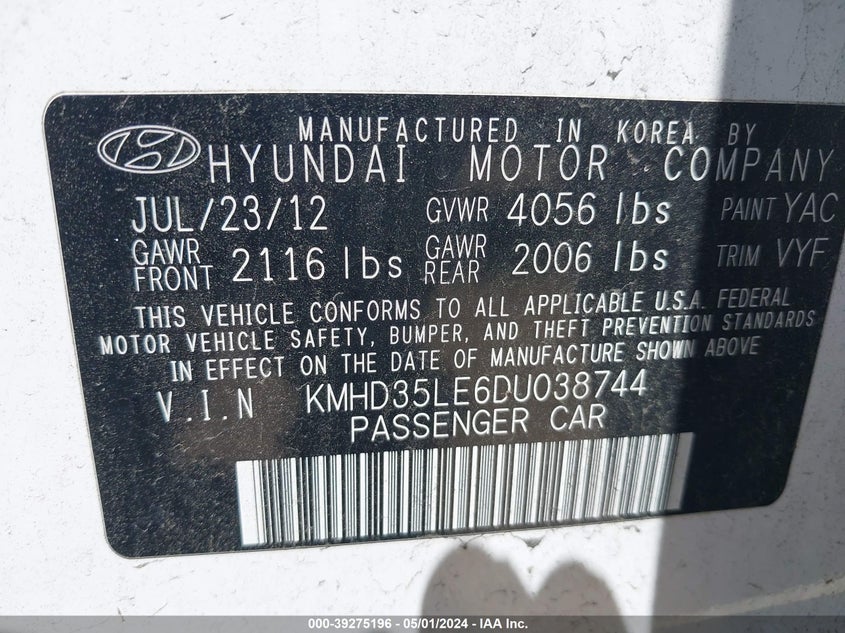 MANUFACTURED IN KOREA BY
HYUNDAI MOTOR COMPANY
JUL/23/12 GVWR 4056 lbs PAINT YAC
GAWR FRONT 2116 lbs GAWR REAR 2006 lbs TRIM VYF
THIS VEHICLE CONFORMS TO ALL APPLICABLE U.S.A. FEDERAL
MOTOR VEHICLE SAFETY, BUMPER, AND THEFT PREVENTION STANDARDS
IN EFFECT ON THE DATE OF MANUFACTURE SHOWN ABOVE
V.I.N KMHD35LE6DU038744
PASSENGER CAR
000-39275196 - 05/01/2024 - IAA Inc.